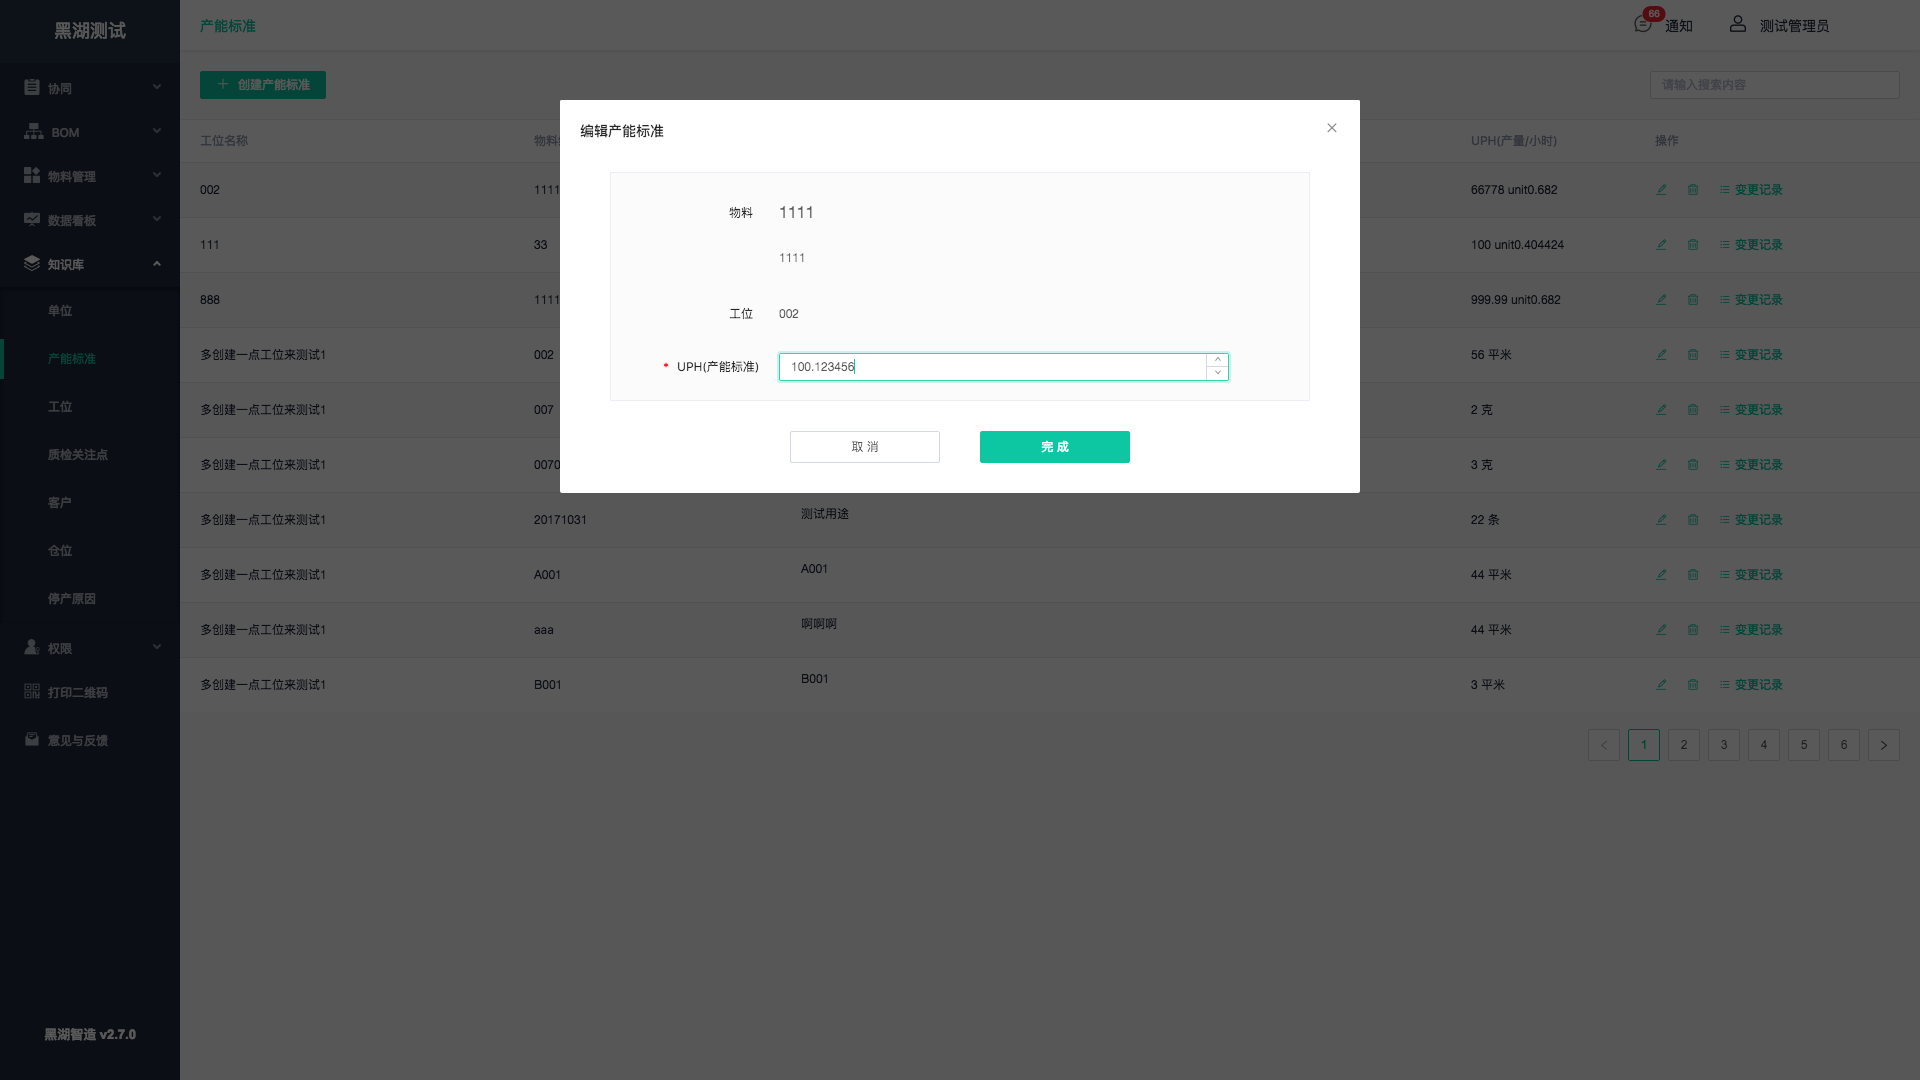 黑湖测试
协同
BOM
物料管理
数据看板
知识库
单位
产能标准
工位
质检关注点
客户
仓位
停产原因
权限
打印二维码
意见与反馈
黑湖智造 v2.7.0
产能标准
66
通知
测试管理员
创建产能标准
请输入搜索内容
工位名称 物料 UPH(产量/小时) 操作
002 1111 66778 unit0.682 变更记录
111 33 100 unit0.404424 变更记录
888 1111 999.99 unit0.682 变更记录
多创建一点工位来测试1 002 56 平米 变更记录
多创建一点工位来测试1 007 2 克 变更记录
多创建一点工位来测试1 0070 3 克 变更记录
多创建一点工位来测试1 20171031 测试用途 22 条 变更记录
多创建一点工位来测试1 A001 A001 44 平米 变更记录
多创建一点工位来测试1 aaa 啊啊啊 44 平米 变更记录
多创建一点工位来测试1 B001 B001 3 平米 变更记录
1 2 3 4 5 6
编辑产能标准
物料 1111
1111
工位 002
* UPH(产能标准) 100.123456
取 消 完 成